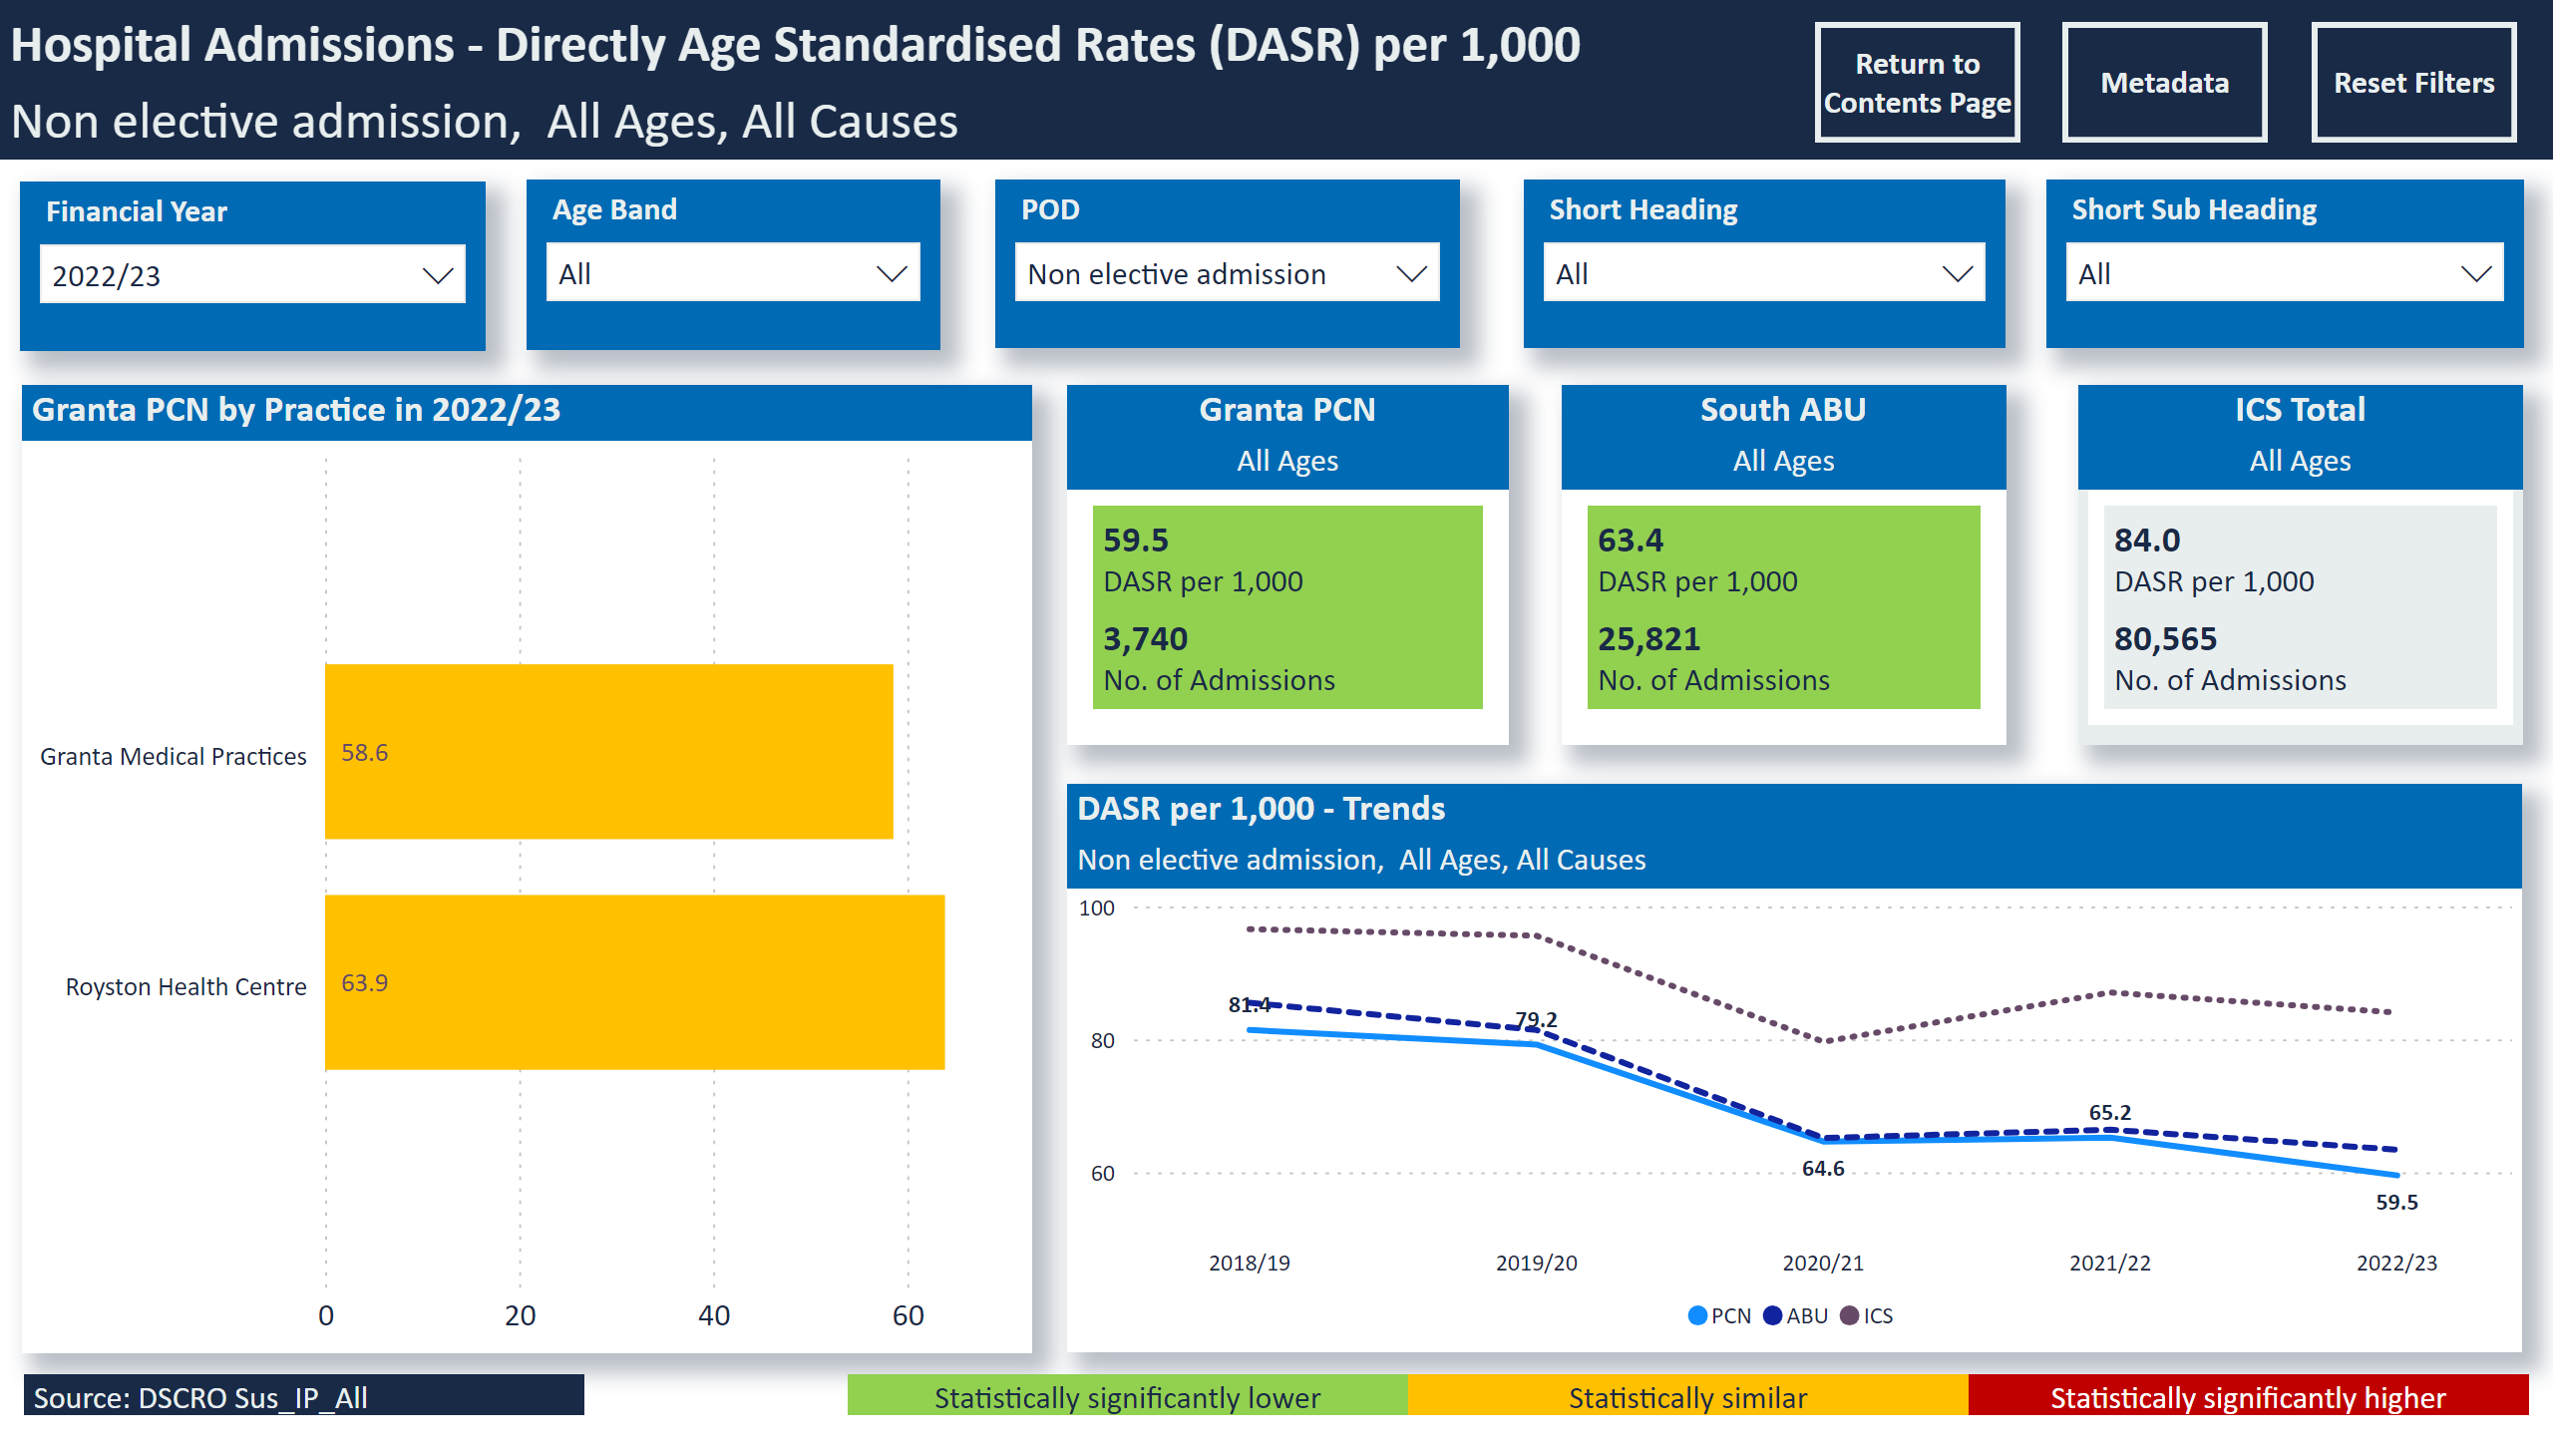 Hospital Admissions - Directly Age Standardised Rates (DASR) per 1,000
Non elective admission,  All Ages, All Causes
Return to
Contents Page
Metadata
Reset Filters
Financial Year
2022/23
Age Band
All
POD
Non elective admission
Short Heading
All
Short Sub Heading
All
Granta PCN by Practice in 2022/23
Granta Medical Practices
58.6
Royston Health Centre
63.9
0 20 40 60
Granta PCN
All Ages
59.5
DASR per 1,000
3,740
No. of Admissions
South ABU
All Ages
63.4
DASR per 1,000
25,821
No. of Admissions
ICS Total
All Ages
84.0
DASR per 1,000
80,565
No. of Admissions
DASR per 1,000 - Trends
Non elective admission,  All Ages, All Causes
100
80
60
81.4
79.2
64.6
65.2
59.5
2018/19 2019/20 2020/21 2021/22 2022/23
PCN ABU ICS
Source: DSCRO Sus_IP_All
Statistically significantly lower
Statistically similar
Statistically significantly higher